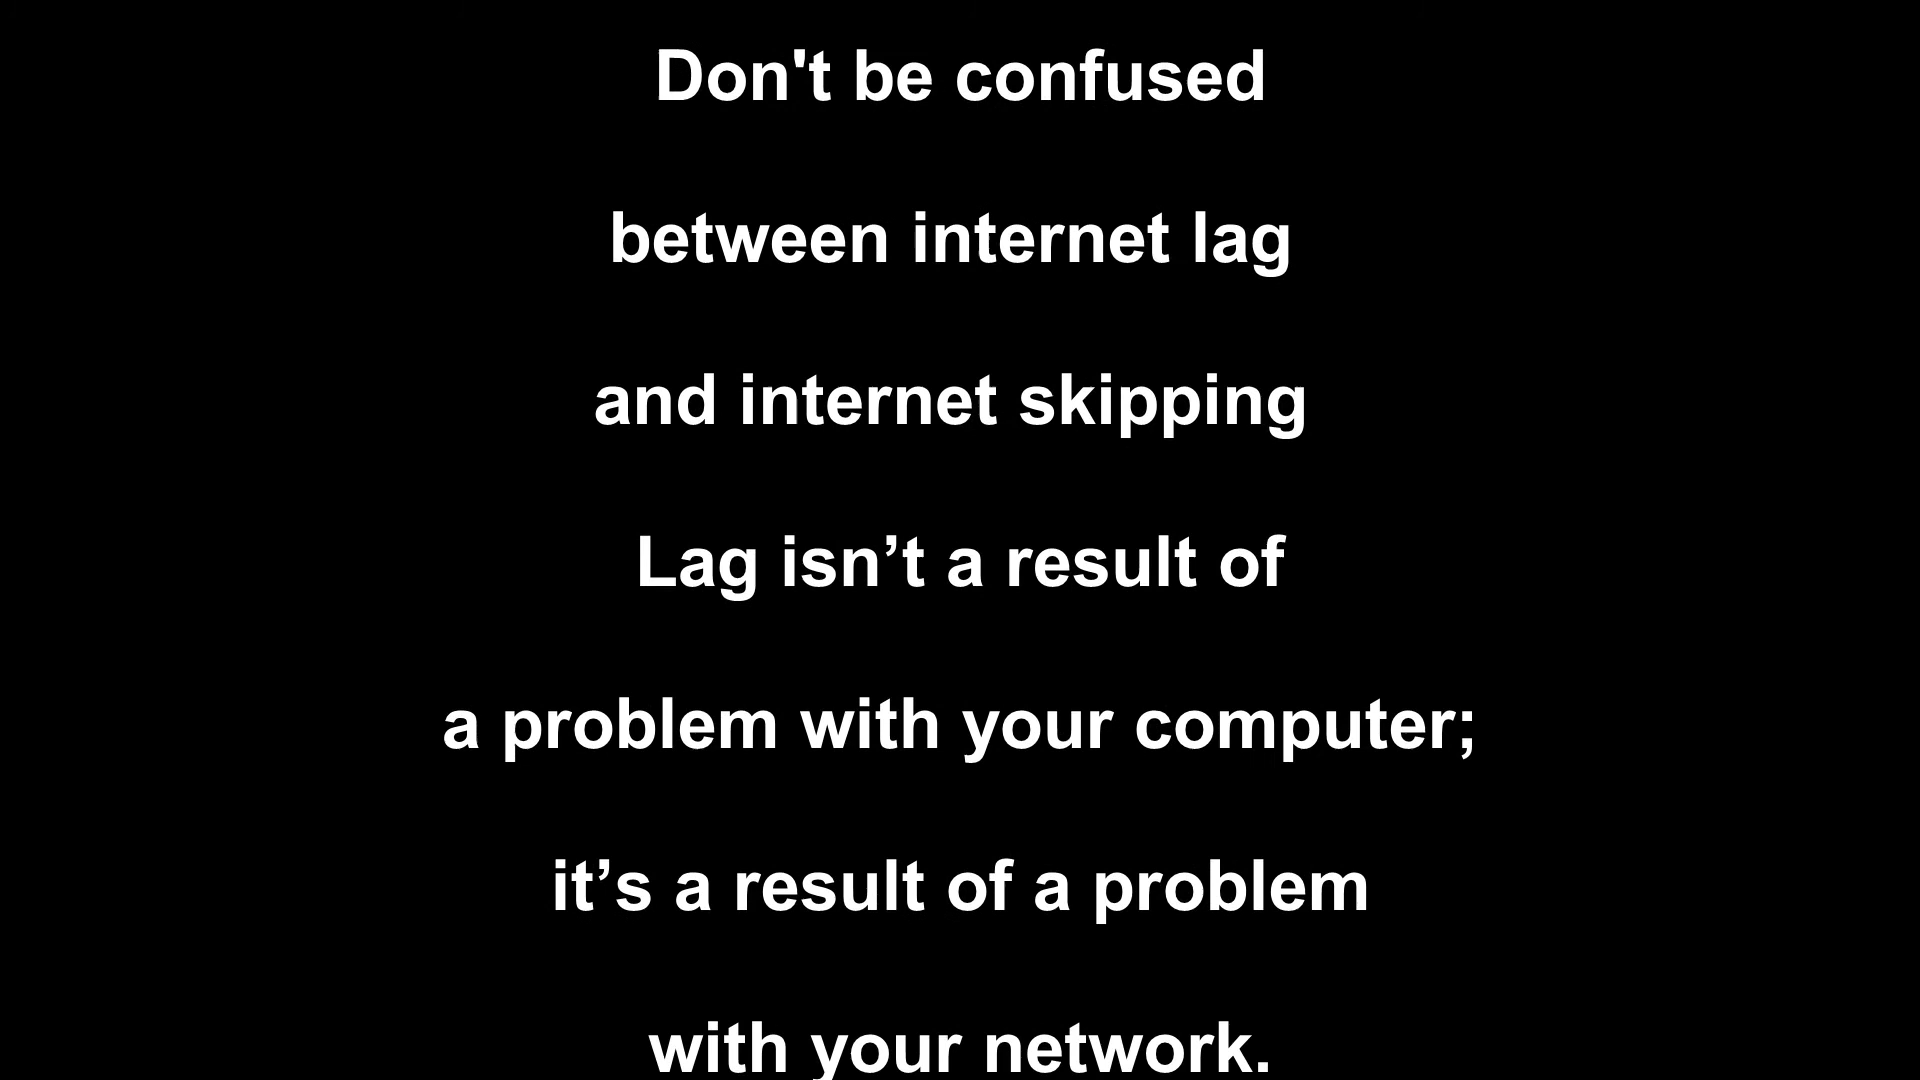 Don't be confused
between internet lag
and internet skipping
Lag isn’t a result of
a problem with your computer;
it’s a result of a problem
with your network.